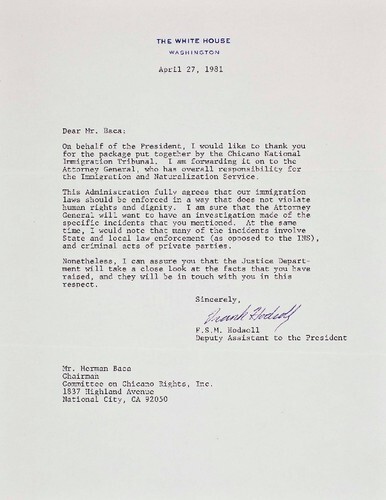 THE WHITE HOUSE
WASHINGTON
April 27, 1981
Dear Mr. Baca:
On behalf of the President, I would like to thank you
for the package put together by the Chicano National
Immigration Tribunal. I am forwarding it on to the
Attorney General, who has overall responsibility for
the Immigration and Naturalization Service.
This Administration fully agrees that our immigration
laws should be enforced in a way that does not violate
human rights and dignity. I am sure that the Attorney
General will want to have an investigation made of the
specific incidents that you mentioned. At the same
time, I would note that many of the incidents involve
State and local law enforcement (as opposed to the INS),
and criminal acts of private parties.
Nonetheless, I can assure you that the Justice Depart-
ment will take a close look at the facts that you have
raised, and they will be in touch with you in this
respect.
Sincerely,
Frank Hodsoll
F.S.M. Hodsoll
Deputy Assistant to the President
Mr. Herman Baca
Chairman
Committee on Chicano Rights, Inc.
1837 Highland Avenue
National City, CA 92050